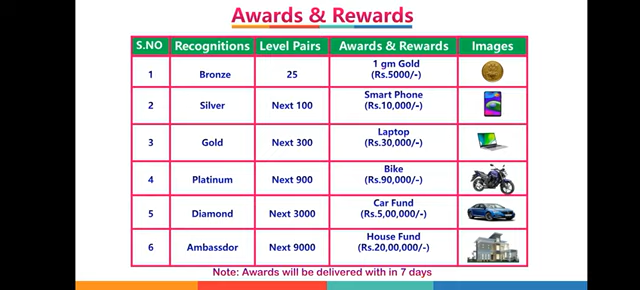 Awards & Rewards
S.NO Recognitions Level Pairs Awards & Rewards Images
1 Bronze 25 1 gm Gold (Rs.5000/-)
2 Silver Next 100 Smart Phone (Rs.10,000/-)
3 Gold Next 300 Laptop (Rs.30,000/-)
4 Platinum Next 900 Bike (Rs.90,000/-)
5 Diamond Next 3000 Car Fund (Rs.5,00,000/-)
6 Ambassdor Next 9000 House Fund (Rs.20,00,000/-)
Note: Awards will be delivered with in 7 days